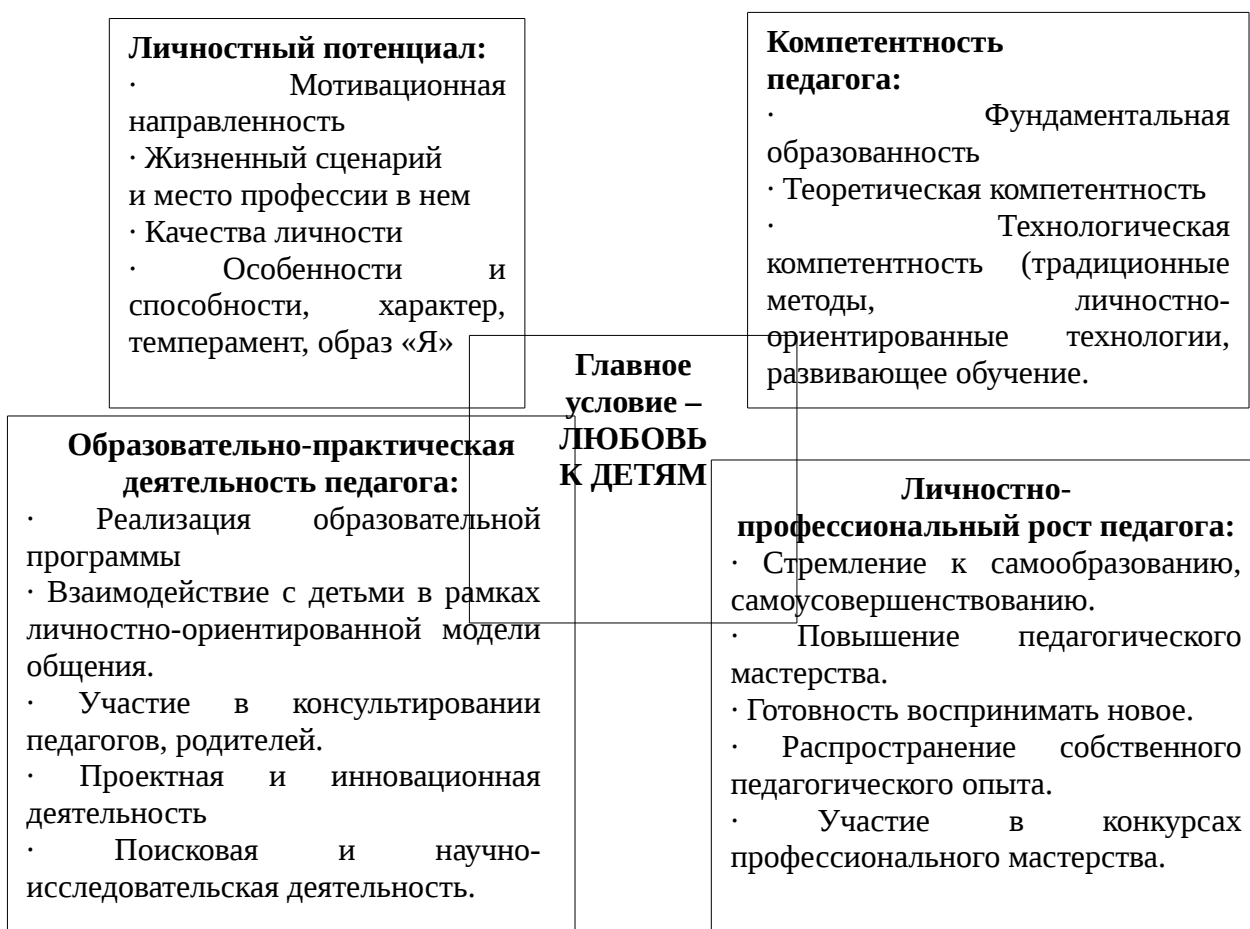 Личностный потенциал:
· Мотивационная
направленность
· Жизненный сценарий
и место профессии в нем
· Качества личности
· Особенности и
способности, характер,
темперамент, образ «Я»
Компетентность
педагога:
· Фундаментальная
образованность
· Теоретическая компетентность
· Технологическая
компетентность (традиционные
методы, личностно-
ориентированные технологии,
развивающее обучение.
Главное
условие –
ЛЮБОВЬ
К ДЕТЯМ
Образовательно-практическая
деятельность педагога:
· Реализация образовательной
программы
· Взаимодействие с детьми в рамках
личностно-ориентированной модели
общения.
· Участие в консультировании
педагогов, родителей.
· Проектная и инновационная
деятельность
· Поисковая и научно-
исследовательская деятельность.
Личностно-
профессиональный рост педагога:
· Стремление к самообразованию,
самоусовершенствованию.
· Повышение педагогического
мастерства.
· Готовность воспринимать новое.
· Распространение собственного
педагогического опыта.
· Участие в конкурсах
профессионального мастерства.